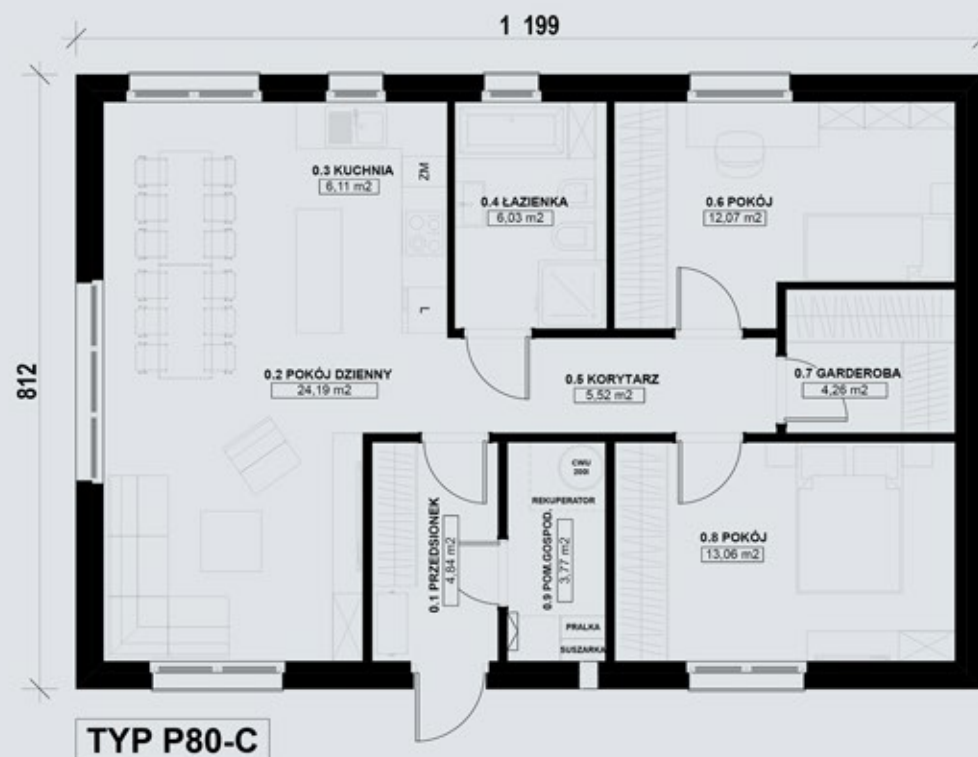 1 199
812
0.3 KUCHNIA
6,11 m2
ZM
L
0.4 ŁAZIENKA
6,03 m2
0.6 POKÓJ
12,07 m2
0.2 POKÓJ DZIENNY
24,19 m2
0.5 KORYTARZ
5,52 m2
0.7 GARDEROBA
4,26 m2
0.1 PRZEDSIONEK
4,84 m2
CWU
200l
REKUPERATOR
0.9 POM.GOSPOD.
3,77 m2
PRALKA
SUSZARKA
0.8 POKÓJ
13,06 m2
TYP P80-C